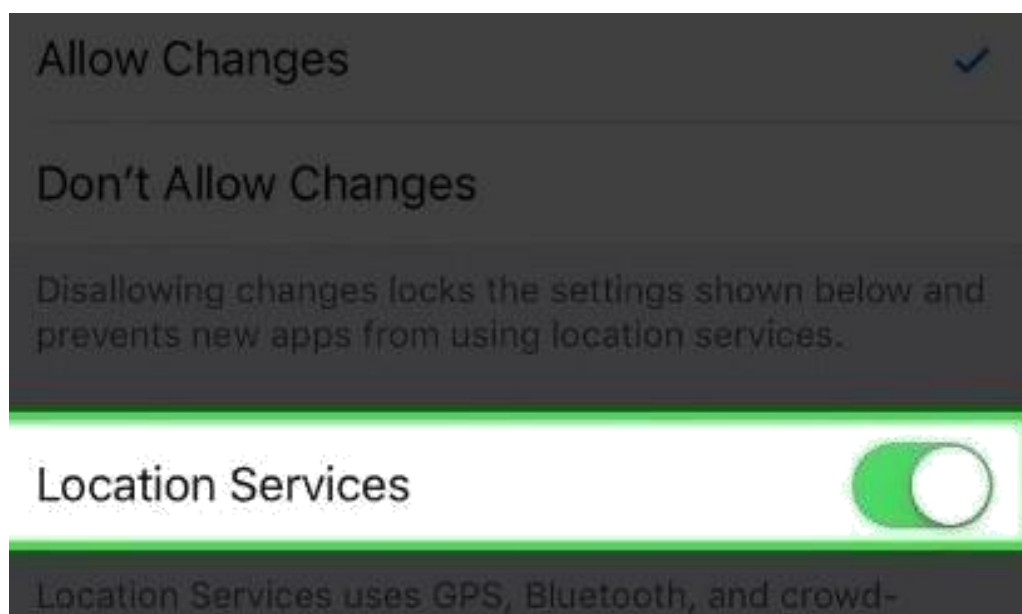 Allow Changes
Don't Allow Changes
Disallowing changes locks the settings shown below and
prevents new apps from using location services.
Location Services
Location Services uses GPS, Bluetooth, and crowd-